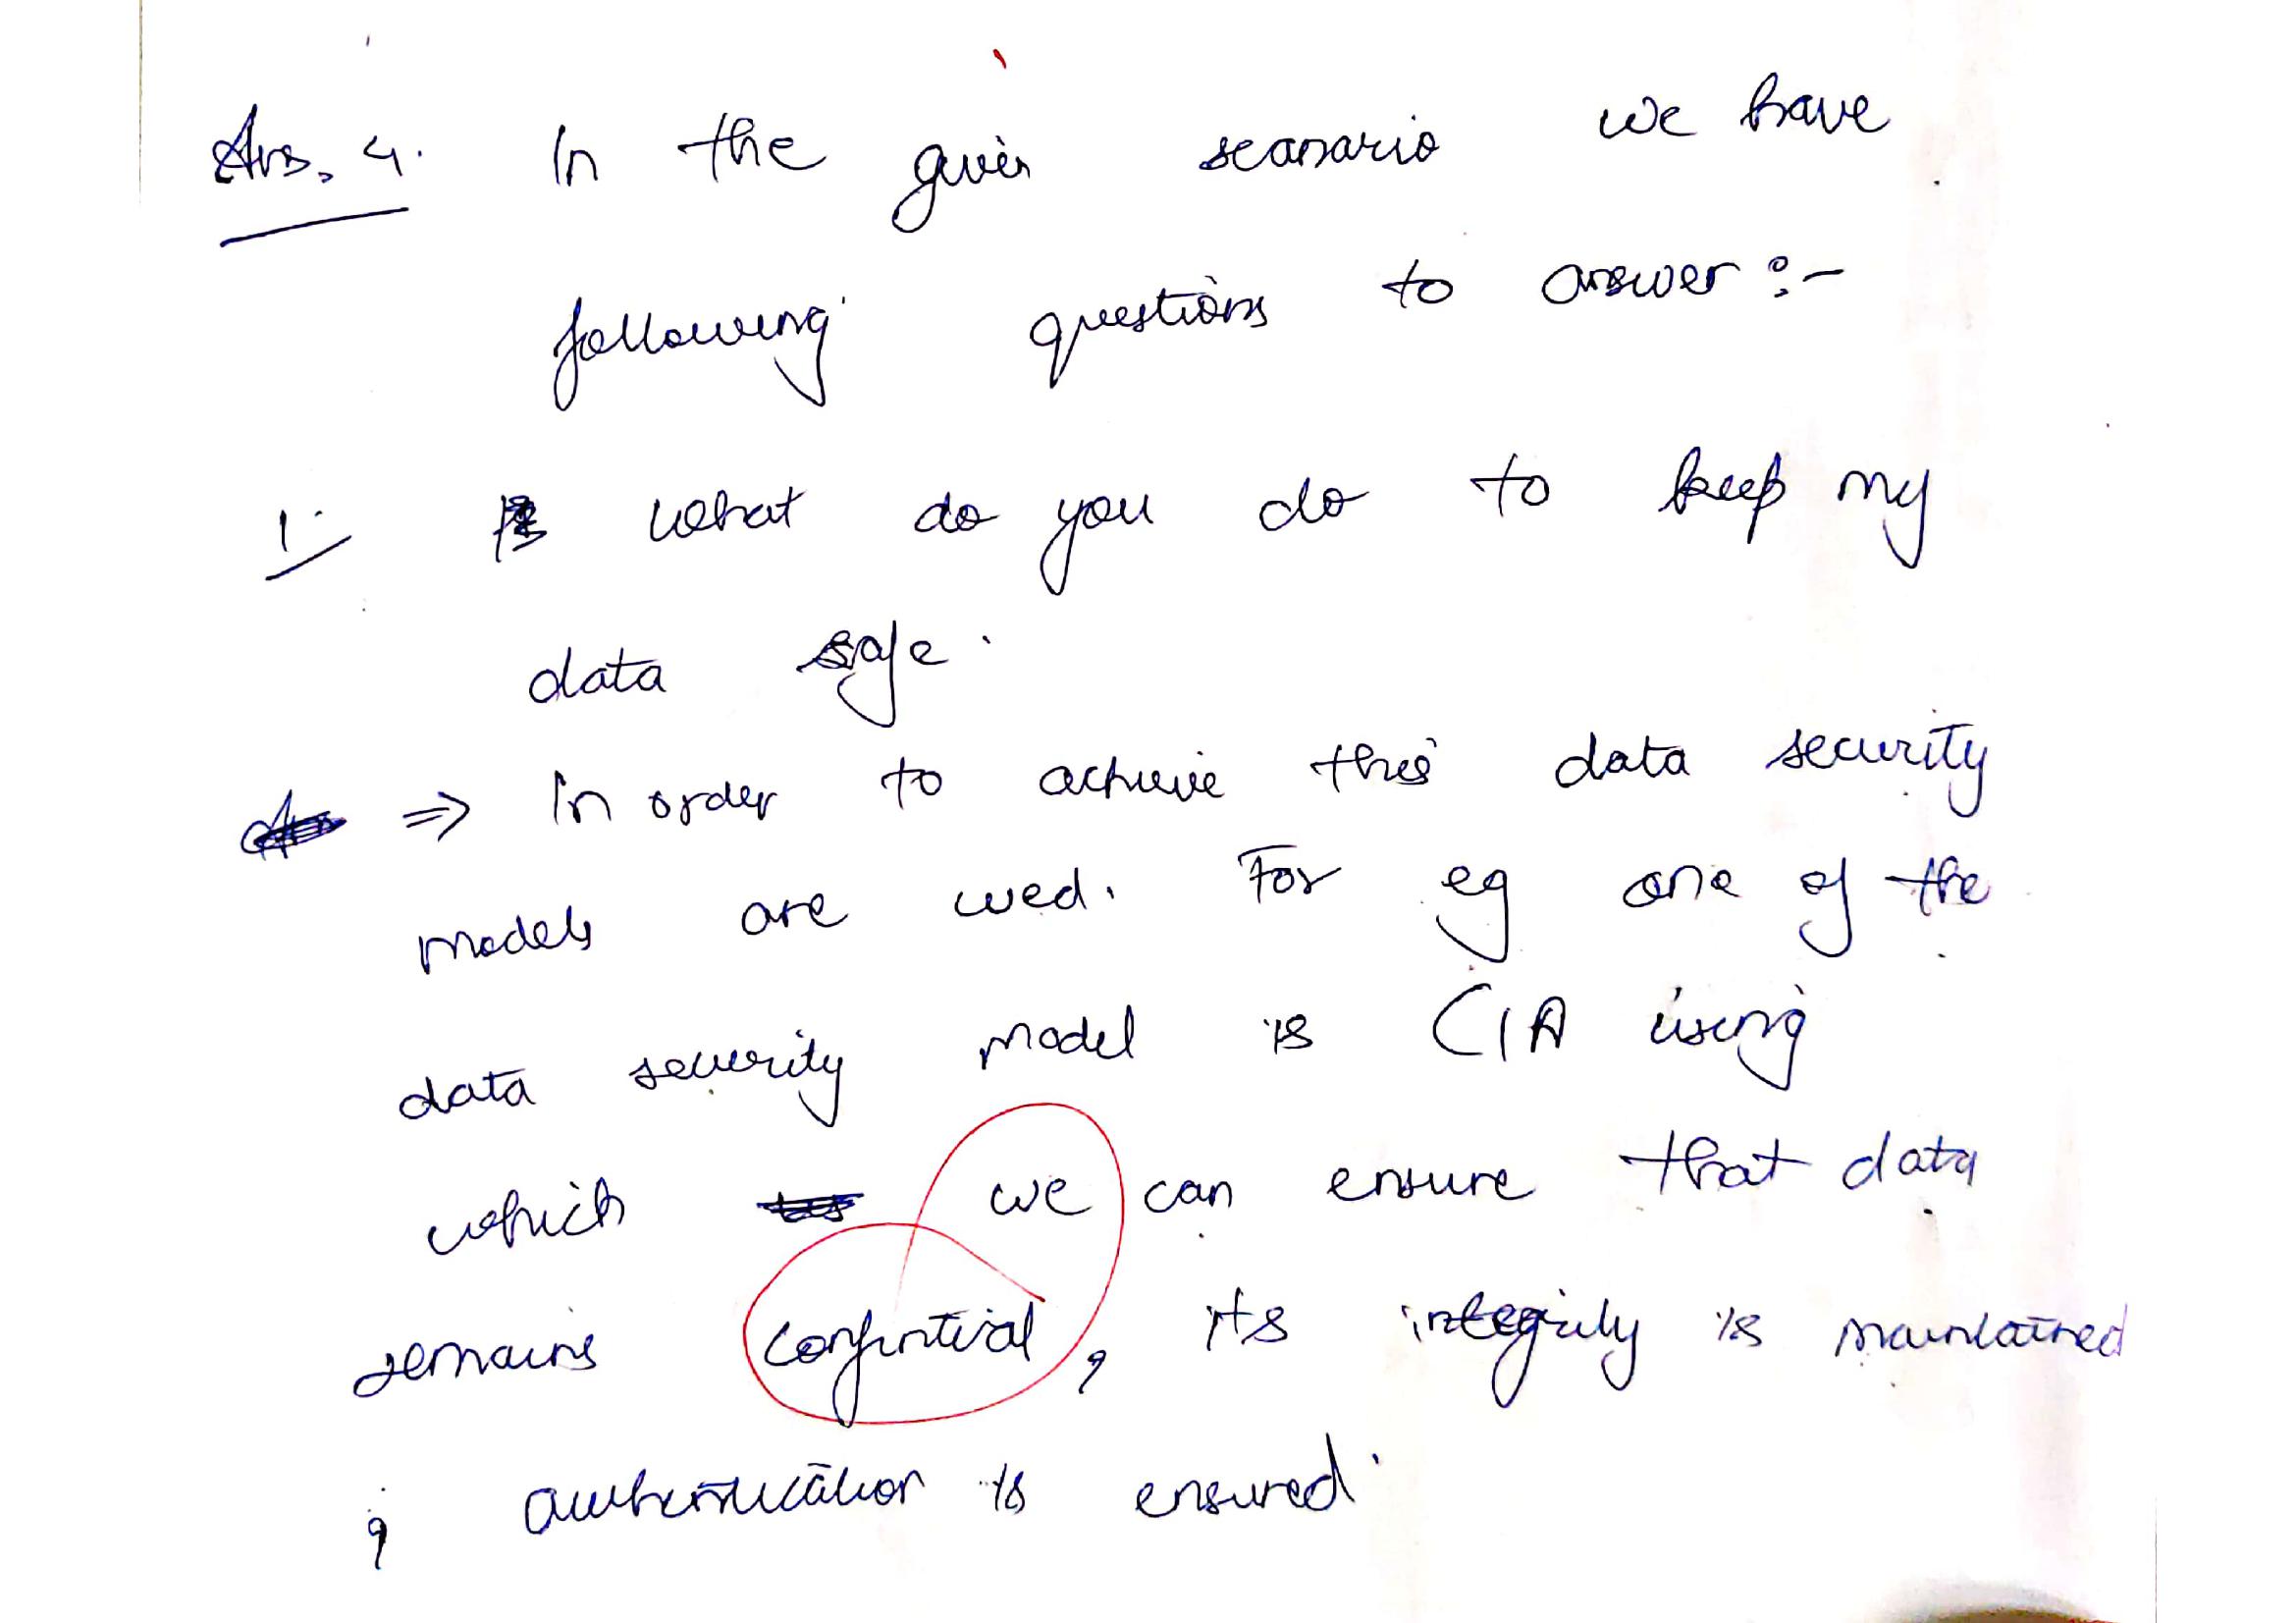 Ans. 4. In the given scanario we have
following questions to answer :-
1. what do you do to keep my
data safe.
⇒ In order to achieve this data security
models are used. For eg one of the
data security model is CIA using
which we can ensure that data
remains confintial, its integrity is maintained
, authentication is ensured.